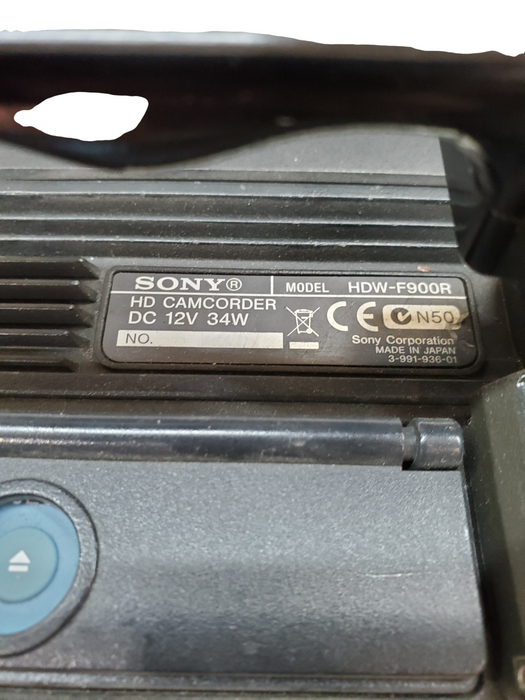 SONY® MODEL HDW-F900R
HD CAMCORDER
DC 12V 34W
NO.
CE N50
Sony Corporation
MADE IN JAPAN
3-991-936-01